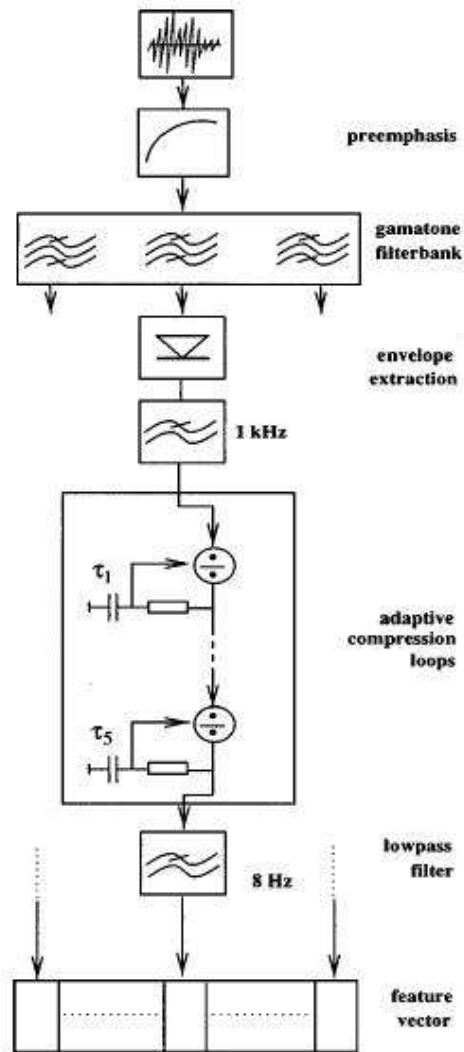 preemphasis
gamatone
filterbank
envelope
extraction
1 kHz
τ1
adaptive
compression
loops
τ5
lowpass
filter
8 Hz
feature
vector